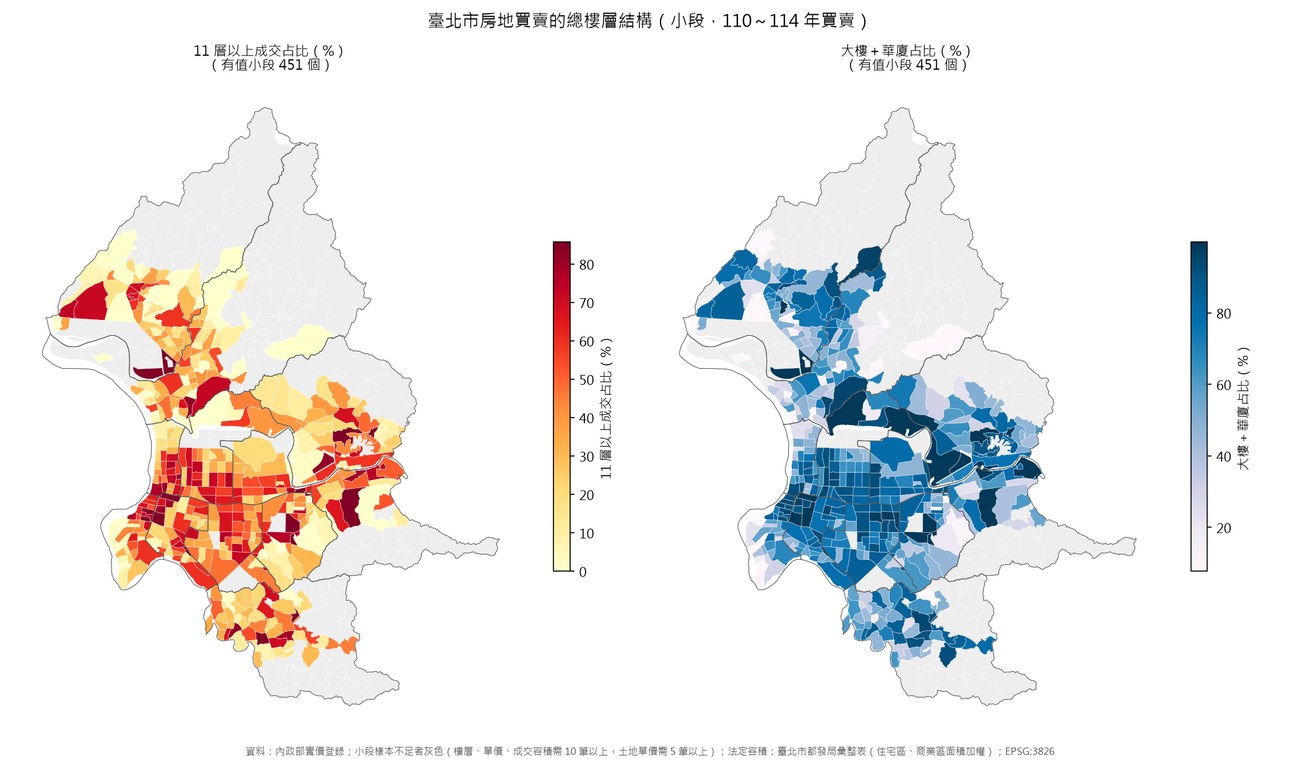 臺北市房地買賣的總樓層結構（小段，110～114 年買賣）
11 層以上成交占比（%）
（有值小段 451 個）
大樓＋華廈占比（%）
（有值小段 451 個）
80
70
60
50
40
30
20
10
0
11 層以上成交占比（%）
80
60
40
20
大樓＋華廈占比（%）
資料：內政部實價登錄；小段樣本不足者灰色（樓層、單價、成交容積需 10 筆以上，土地單價需 5 筆以上）；法定容積：臺北市都發局彙整表（住宅區、商業區面積加權）；EPSG:3826